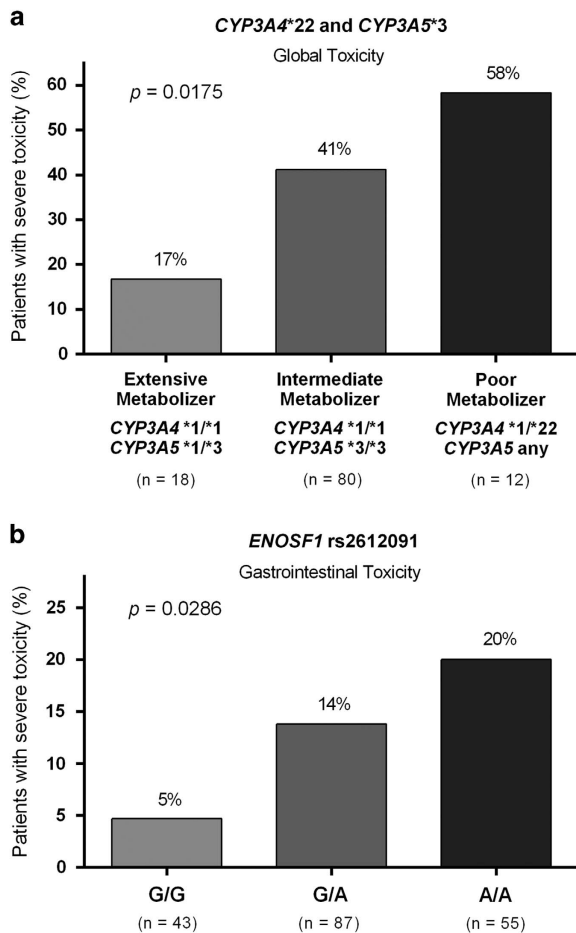 a
CYP3A4*22 and CYP3A5*3
Global Toxicity
p = 0.0175
Patients with severe toxicity (%)
60
50
40
30
20
10
0
17%
41%
58%
Extensive
Metabolizer
CYP3A4 *1/*1
CYP3A5 *1/*3
(n = 18)
Intermediate
Metabolizer
CYP3A4 *1/*1
CYP3A5 *3/*3
(n = 80)
Poor
Metabolizer
CYP3A4 *1/*22
CYP3A5 any
(n = 12)
b
ENOSF1 rs2612091
Gastrointestinal Toxicity
p = 0.0286
Patients with severe toxicity (%)
25
20
15
10
5
0
5%
14%
20%
G/G
(n = 43)
G/A
(n = 87)
A/A
(n = 55)